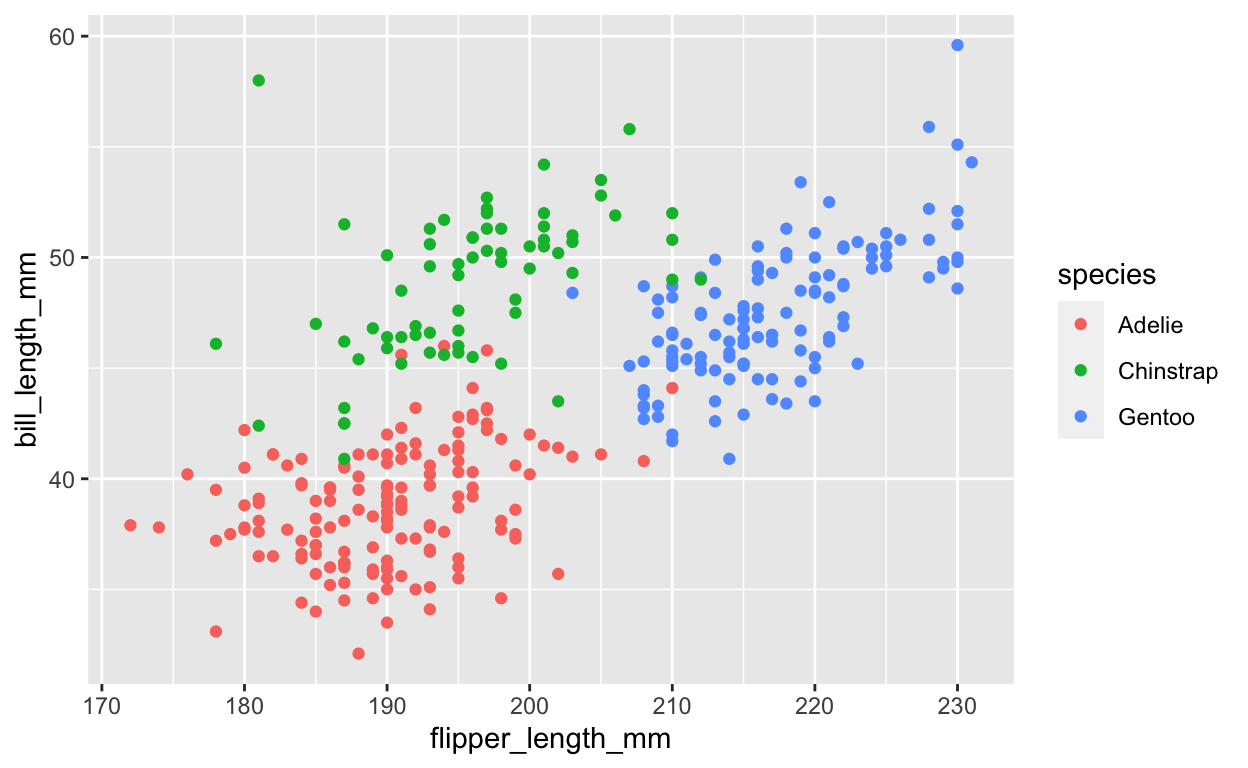 60
50
40
bill_length_mm
170 180 190 200 210 220 230
flipper_length_mm
species
Adelie
Chinstrap
Gentoo